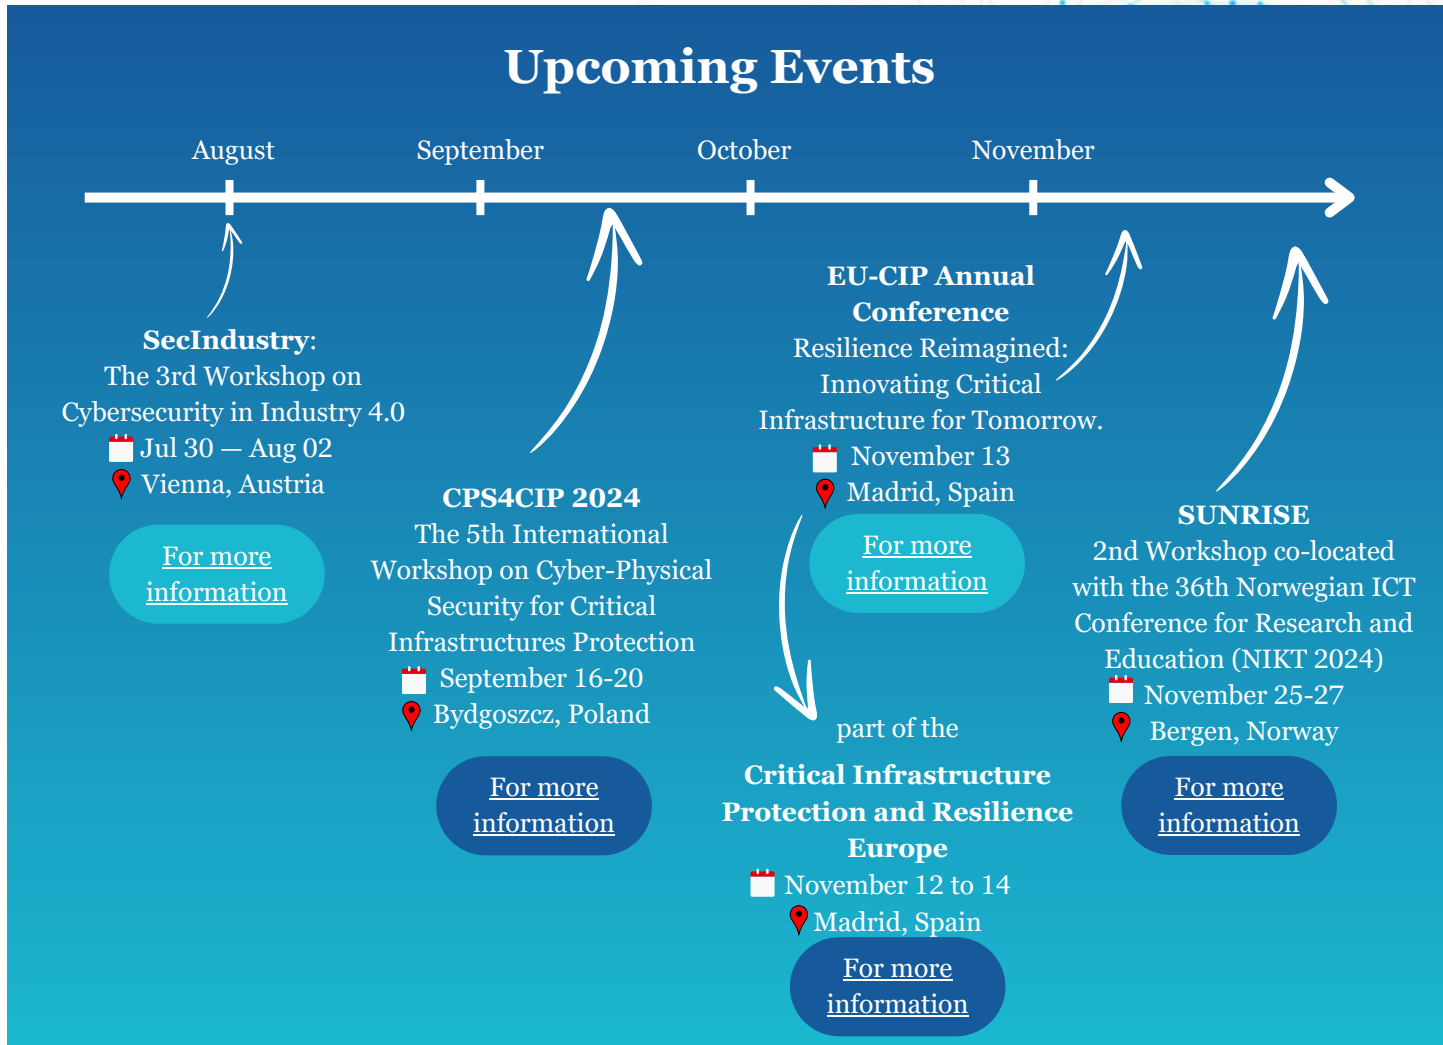 Upcoming Events
August
September
October
November
SecIndustry:
The 3rd Workshop on
Cybersecurity in Industry 4.0
Jul 30 — Aug 02
Vienna, Austria
For more
information
CPS4CIP 2024
The 5th International
Workshop on Cyber-Physical
Security for Critical
Infrastructures Protection
September 16-20
Bydgoszcz, Poland
For more
information
EU-CIP Annual
Conference
Resilience Reimagined:
Innovating Critical
Infrastructure for Tomorrow.
November 13
Madrid, Spain
For more
information
part of the
Critical Infrastructure
Protection and Resilience
Europe
November 12 to 14
Madrid, Spain
For more
information
SUNRISE
2nd Workshop co-located
with the 36th Norwegian ICT
Conference for Research and
Education (NIKT 2024)
November 25-27
Bergen, Norway
For more
information